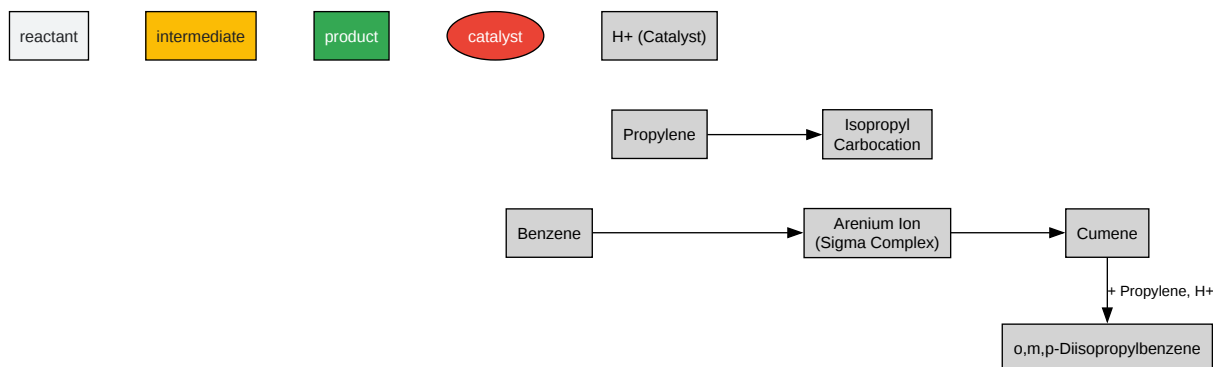 reactant
intermediate
product
catalyst
H+ (Catalyst)
Propylene
Isopropyl
Carbocation
Benzene
Arenium Ion
(Sigma Complex)
Cumene
+ Propylene, H+
o,m,p-Diisopropylbenzene